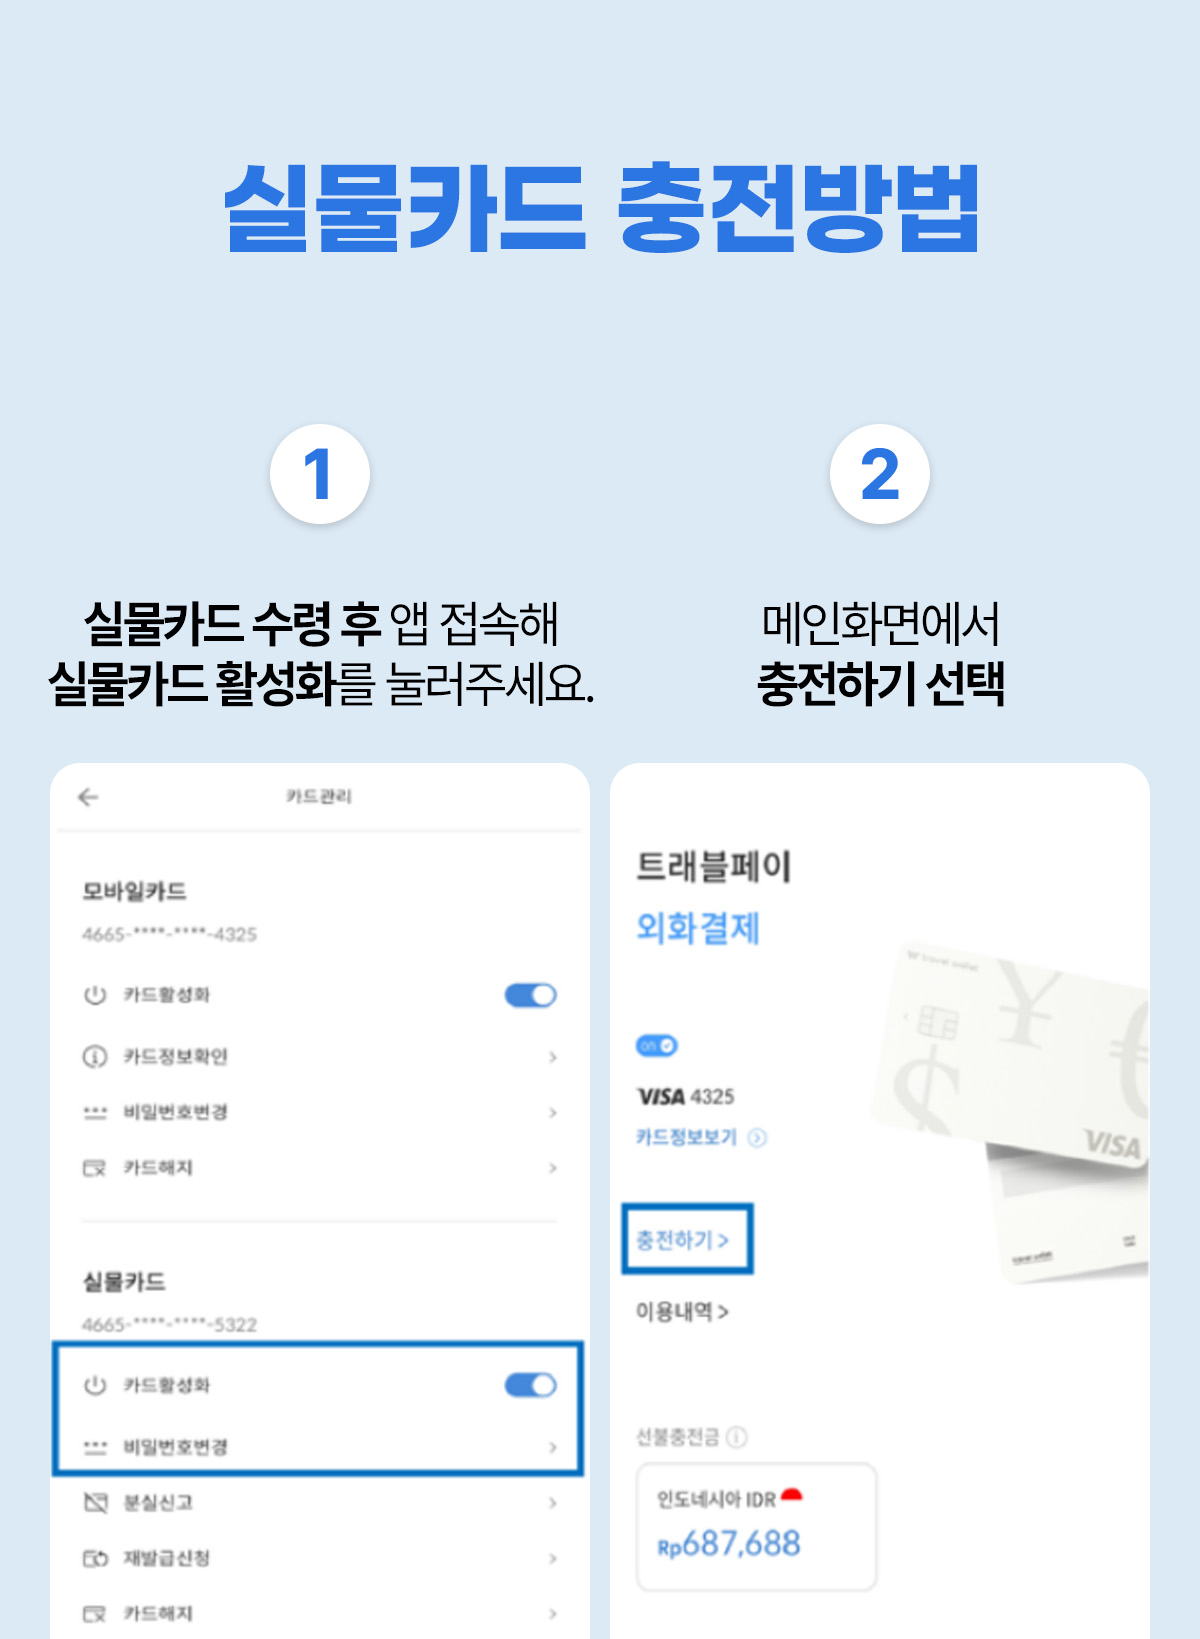 실물카드 충전방법
1
실물카드 수령 후 앱 접속해
실물카드 활성화를 눌러주세요.
카드관리
모바일카드
4665-****-****-4325
카드활성화
카드정보확인
비밀번호변경
카드해지
실물카드
4665-****-****-5322
카드활성화
비밀번호변경
분실신고
재발급신청
카드해지
2
메인화면에서
충전하기 선택
트래블페이
외화결제
on
VISA 4325
카드정보보기
충전하기 >
이용내역 >
선불충전금
인도네시아 IDR
Rp687,688
travel wallet
VISA
travel wallet